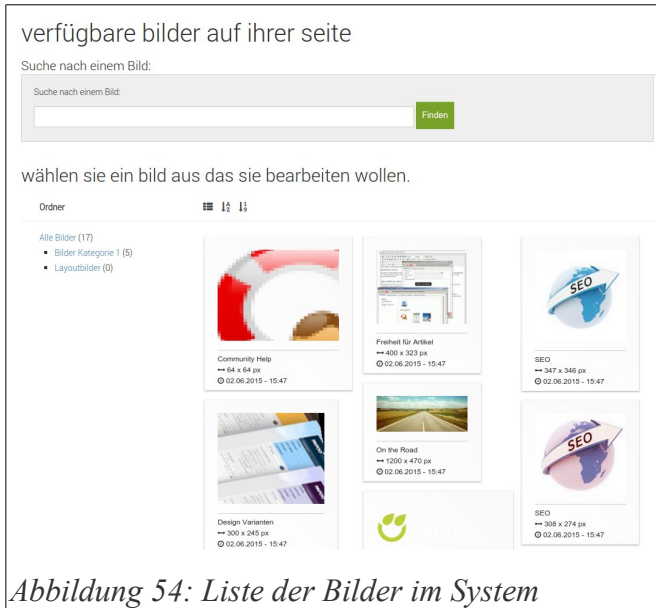 verfügbare bilder auf ihrer seite
Suche nach einem Bild:
Suche nach einem Bild:
Finden
wählen sie ein bild aus das sie bearbeiten wollen.
Ordner
Alle Bilder (17)
Bilder Kategorie 1 (5)
Layoutbilder (0)
Community Help
64 x 64 px
02.06.2015 - 15:47
Design Varianten
300 x 245 px
02.06.2015 - 15:47
Freiheit für Artikel
400 x 323 px
02.06.2015 - 15:47
On the Road
1200 x 470 px
02.06.2015 - 15:47
SEO
SEO
347 x 346 px
02.06.2015 - 15:47
SEO
SEO
308 x 274 px
02.06.2015 - 15:47
Abbildung 54: Liste der Bilder im System